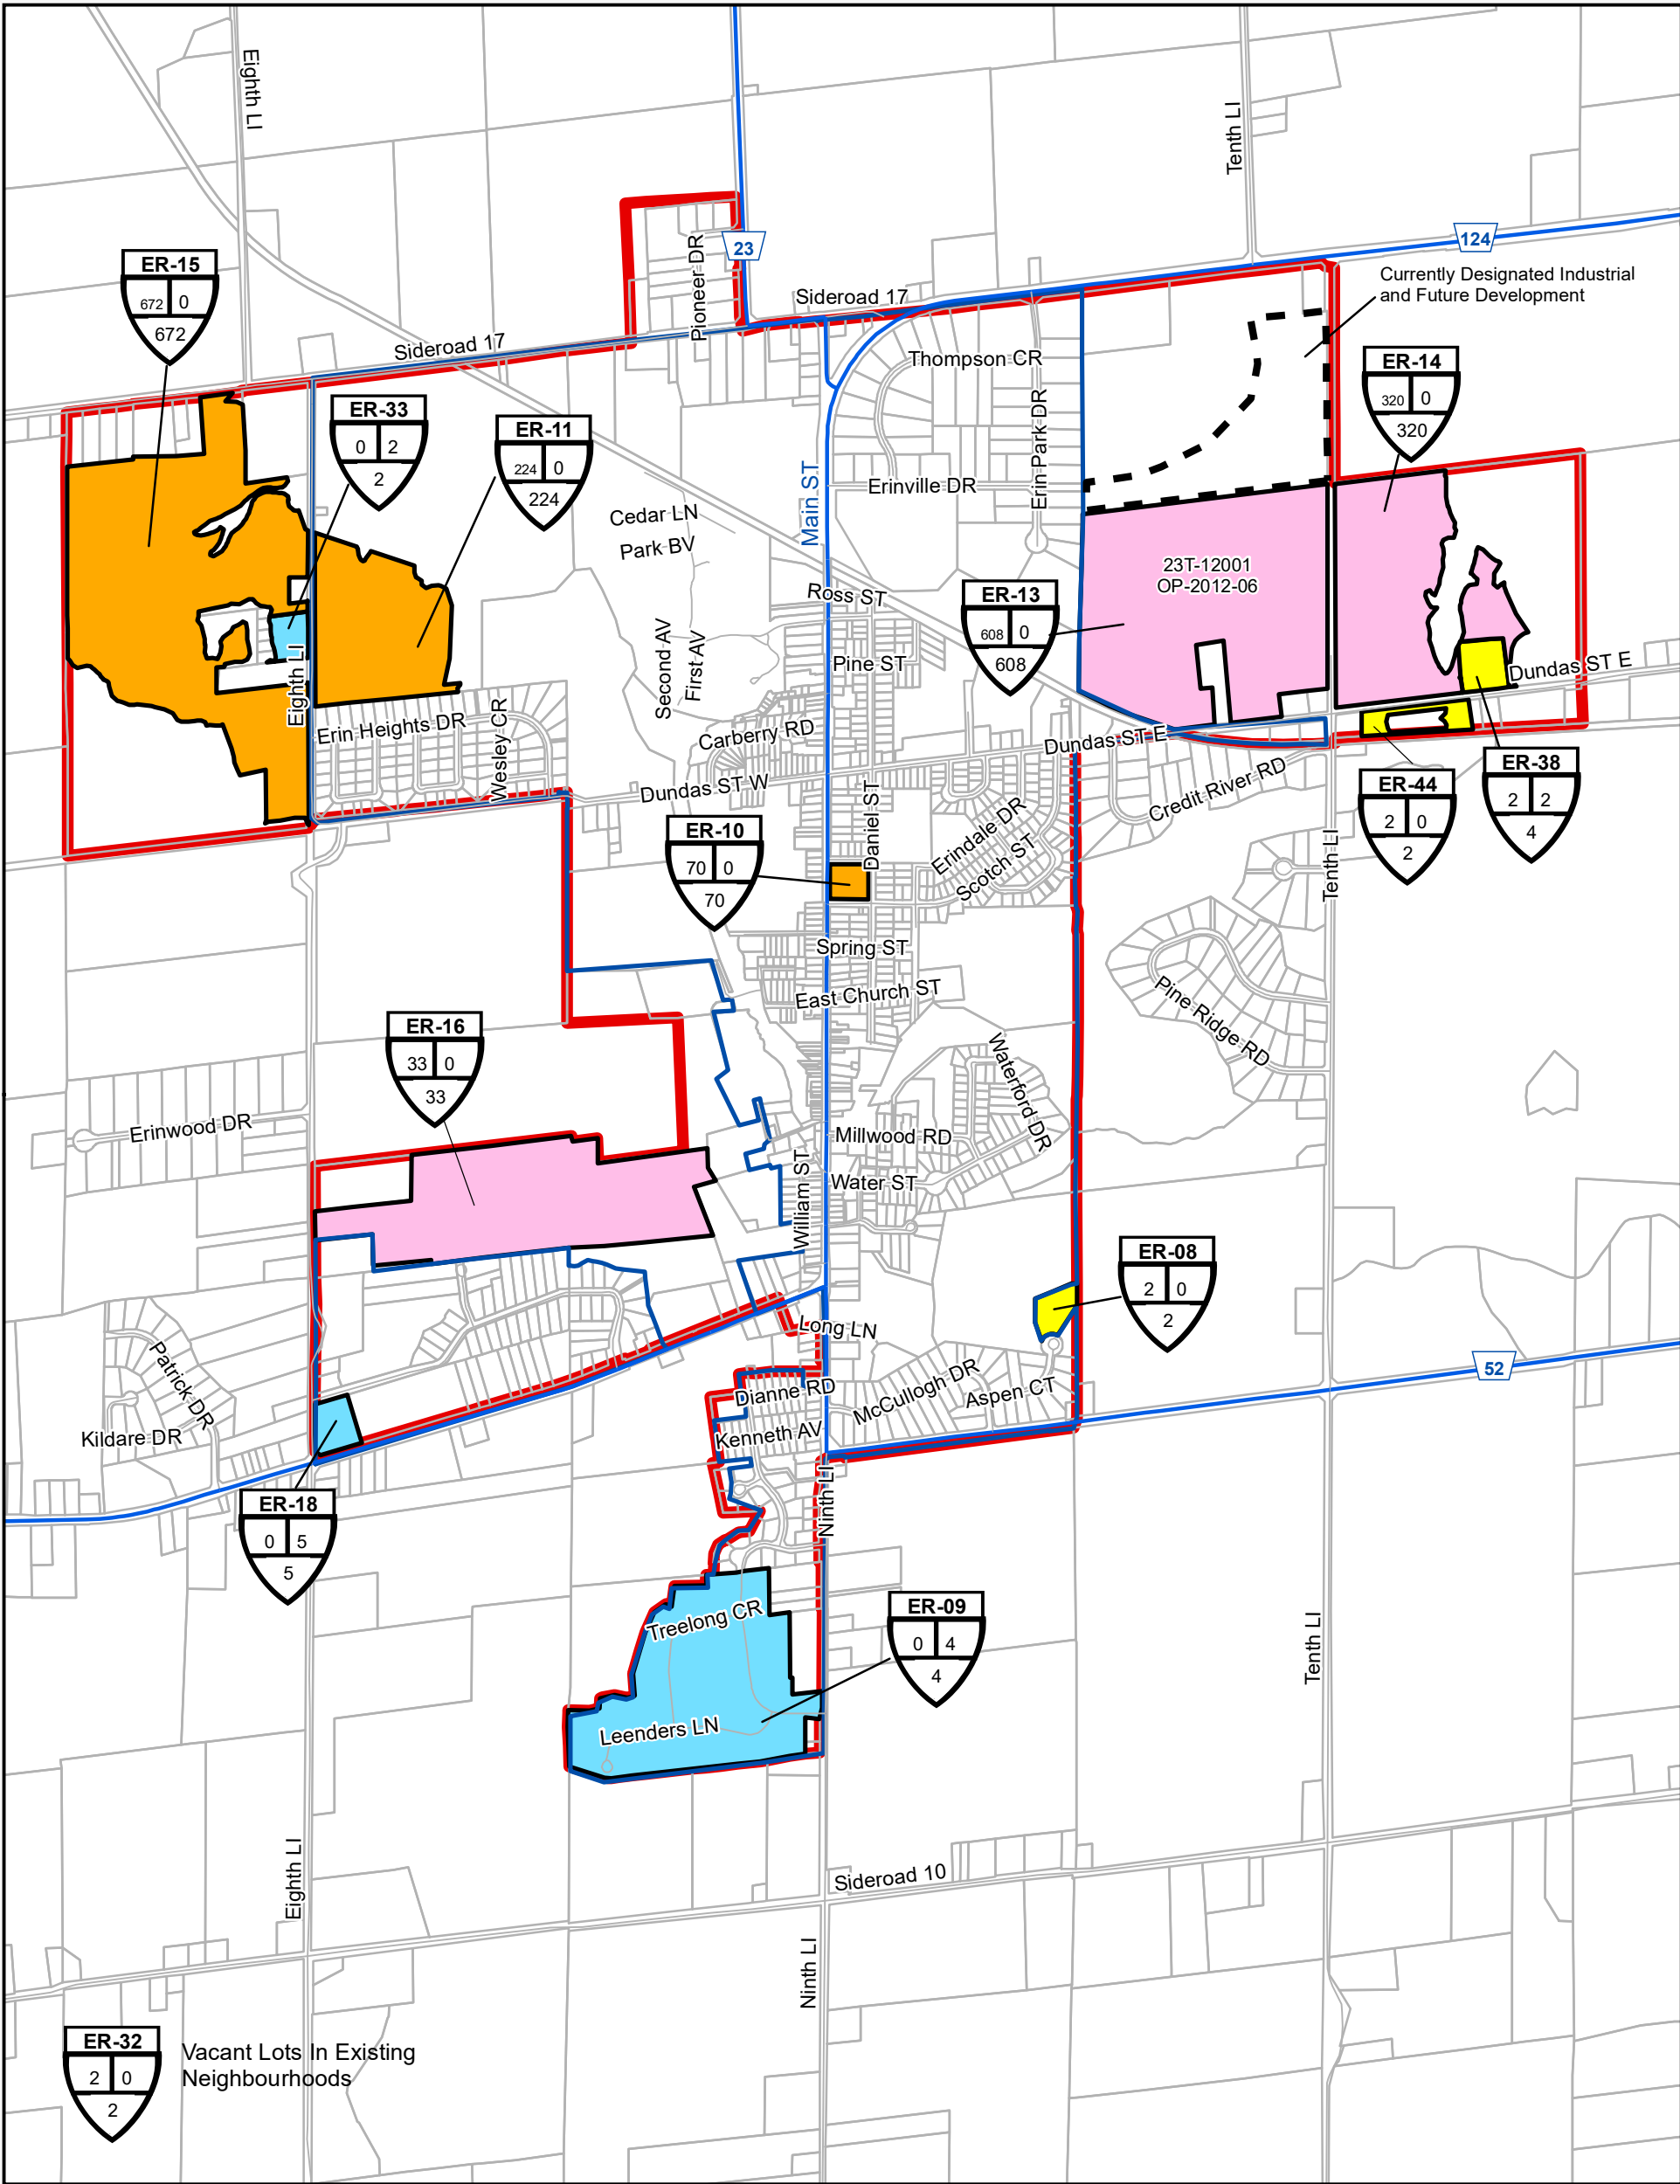 Eighth LI
Tenth LI
124
23
Pioneer DR
Currently Designated Industrial
and Future Development
Sideroad 17
Sideroad 17
ER-15
672 0
672
ER-33
0 2
2
ER-11
224 0
224
Thompson CR
Erin Park DR
Erinville DR
Main ST
ER-14
320 0
320
Cedar LN
Park BV
Ross ST
23T-12001
OP-2012-06
ER-13
608 0
608
Second AV
First AV
Pine ST
Dundas ST E
Eighth LI
Erin Heights DR
Wesley CR
Carberry RD
Dundas ST E
Dundas ST W
Credit River RD
ER-44
2 0
2
ER-38
2 2
4
ER-10
70 0
70
Daniel ST
Erindale DR
Scotch ST
Tenth LI
Spring ST
East Church ST
Pine Ridge RD
ER-16
33 0
33
Waterford DR
Erinwood DR
Millwood RD
Water ST
William ST
ER-08
2 0
2
Long LN
Patrick DR
Kildare DR
Dianne RD
McCullogh DR
Aspen CT
52
Kenneth AV
Ninth LI
ER-18
0 5
5
Treelong CR
ER-09
0 4
4
Leenders LN
Tenth LI
Eighth LI
Sideroad 10
Ninth LI
ER-32
2 0
2
Vacant Lots In Existing
Neighbourhoods